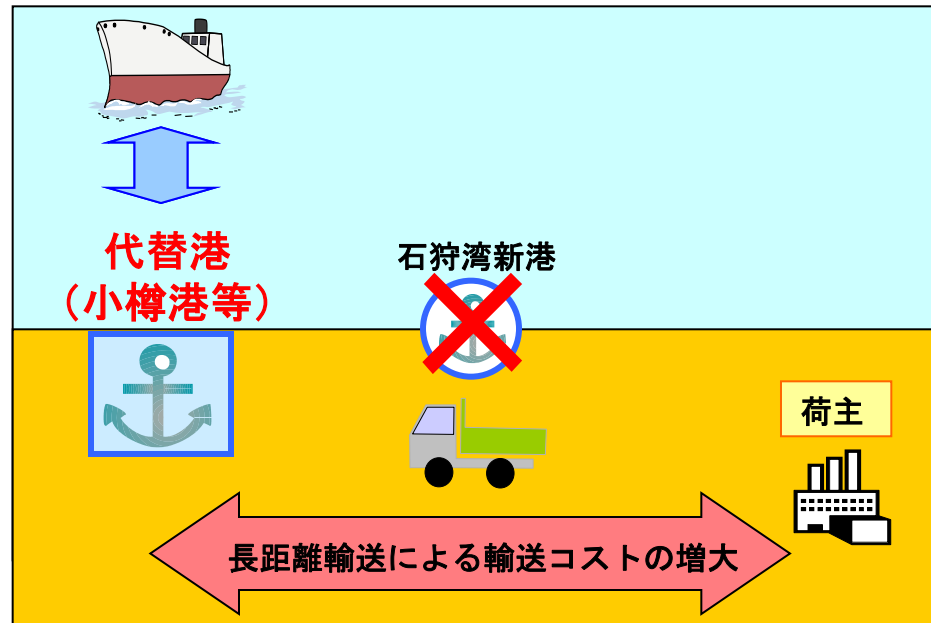 代替港
（小樽港等）
石狩湾新港
荷主
長距離輸送による輸送コストの増大